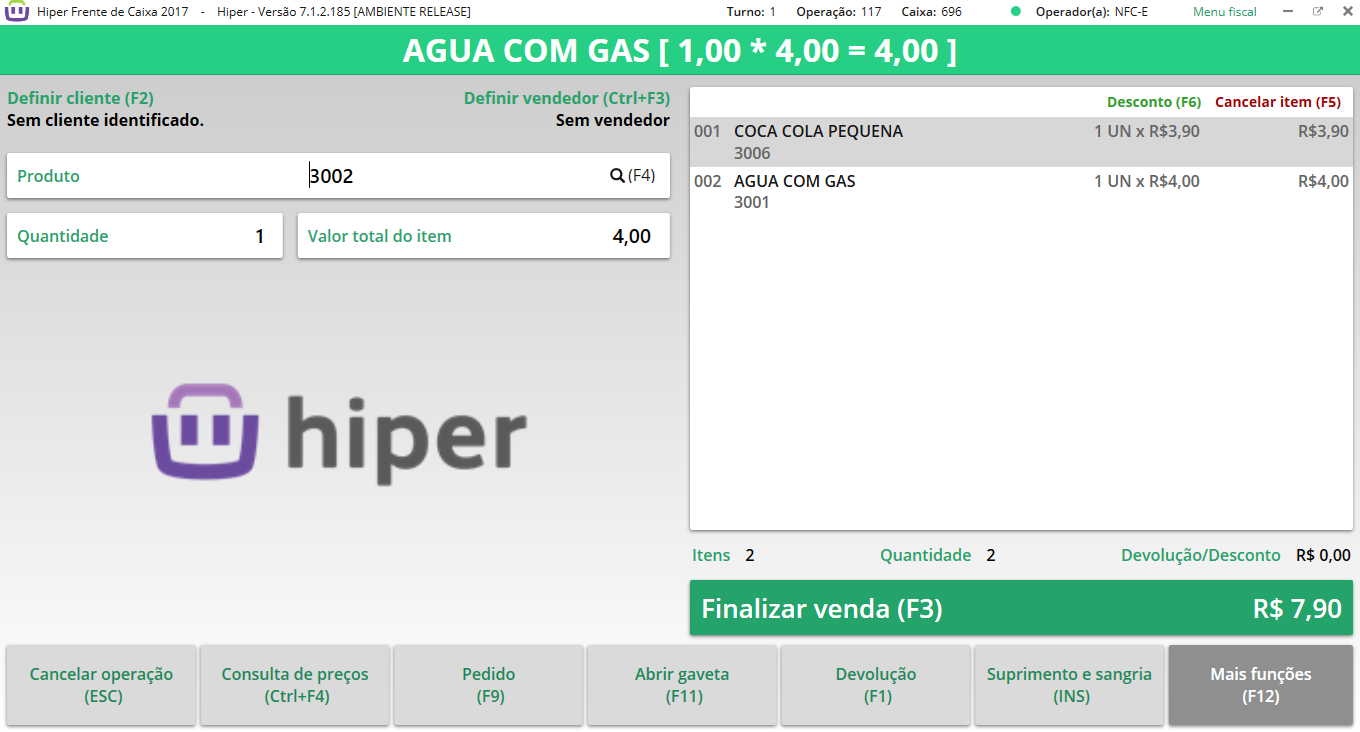 Hiper Frente de Caixa 2017 - Hiper - Versão 7.1.2.185 [AMBIENTE RELEASE] Turno: 1 Operação: 117 Caixa: 696 Operador(a): NFC-E Menu fiscal
AGUA COM GAS [ 1,00 * 4,00 = 4,00 ]
Definir cliente (F2) Definir vendedor (Ctrl+F3)
Sem cliente identificado. Sem vendedor
Produto 3002 (F4)
Quantidade 1 Valor total do item 4,00
hiper
Desconto (F6) Cancelar item (F5)
001 COCA COLA PEQUENA 1 UN x R$3,90 R$3,90
3006
002 AGUA COM GAS 1 UN x R$4,00 R$4,00
3001
Itens 2 Quantidade 2 Devolução/Desconto R$ 0,00
Finalizar venda (F3) R$ 7,90
Cancelar operação (ESC)
Consulta de preços (Ctrl+F4)
Pedido (F9)
Abrir gaveta (F11)
Devolução (F1)
Suprimento e sangria (INS)
Mais funções (F12)